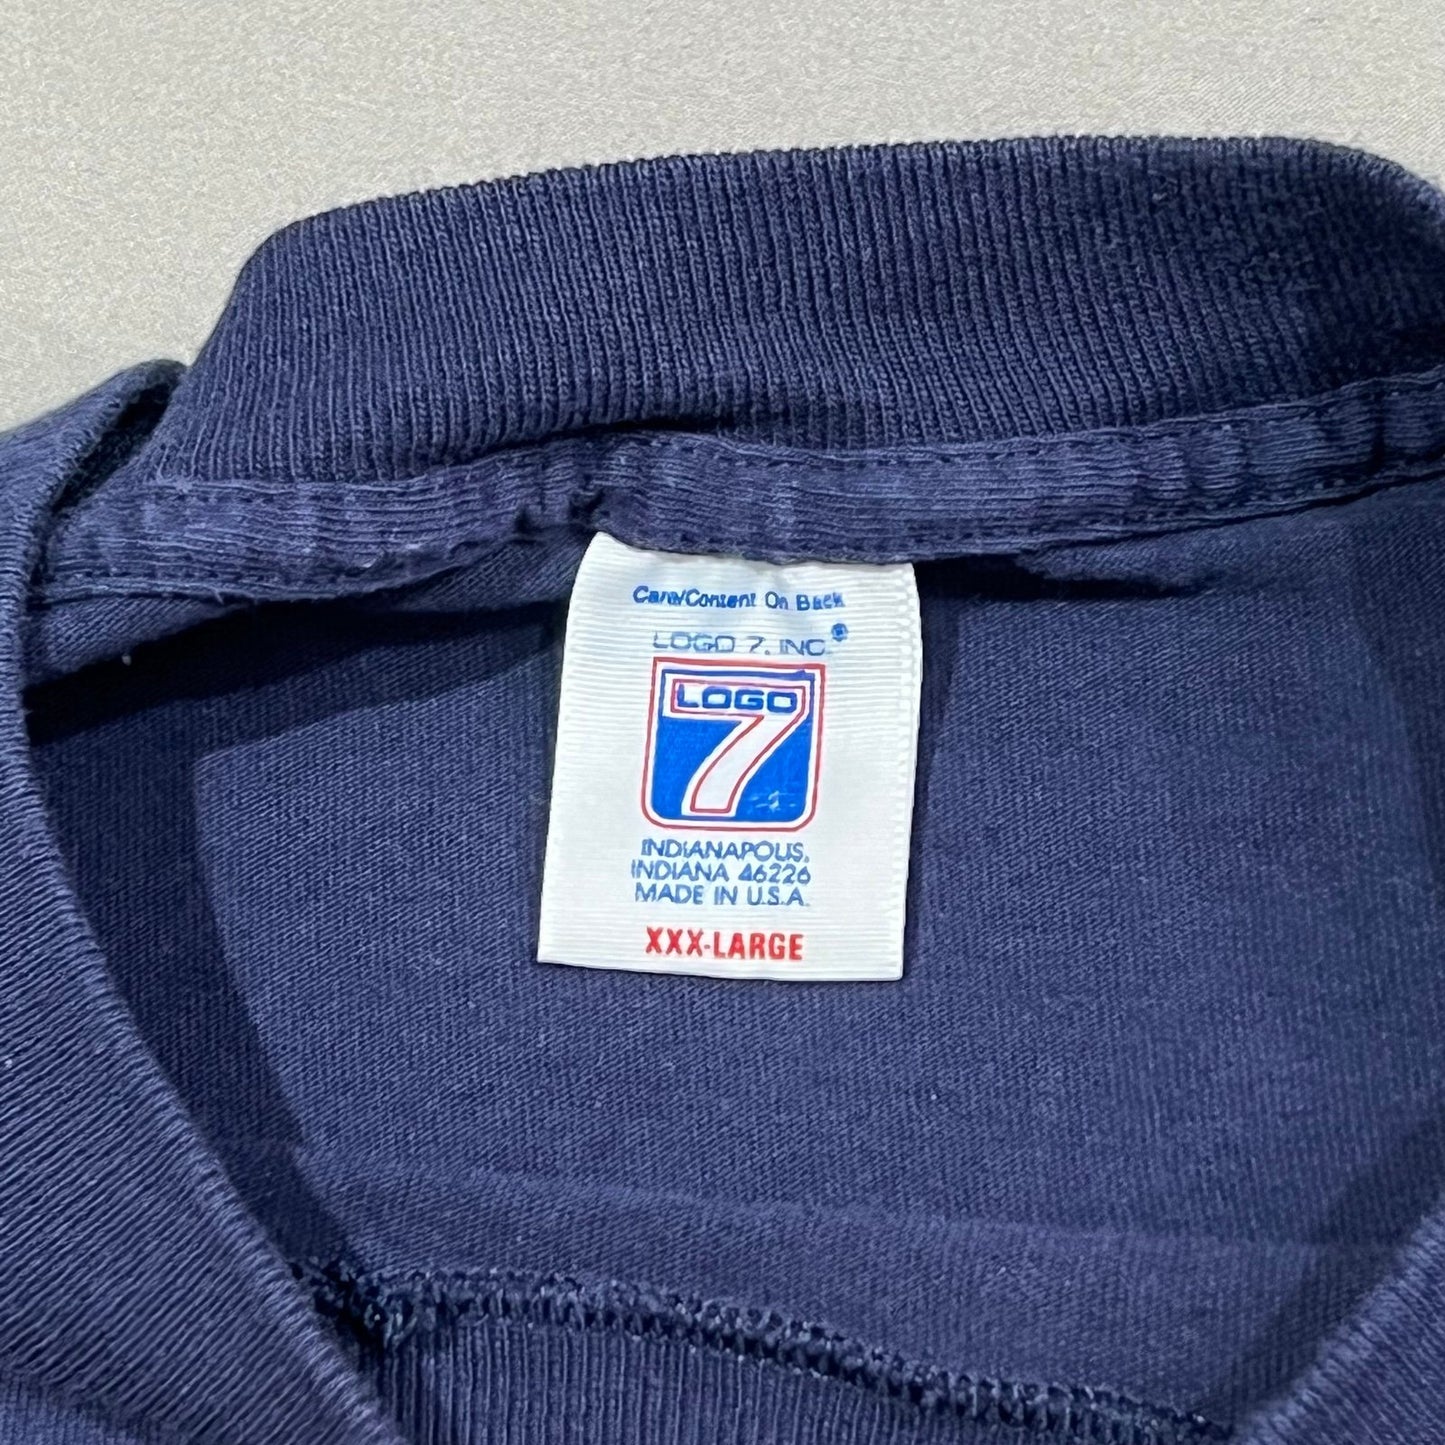 Care/Content On Back
LOGO 7, INC.®
LOGO
7
INDIANAPOLIS,
INDIANA 46226
MADE IN U.S.A.
XXX-LARGE